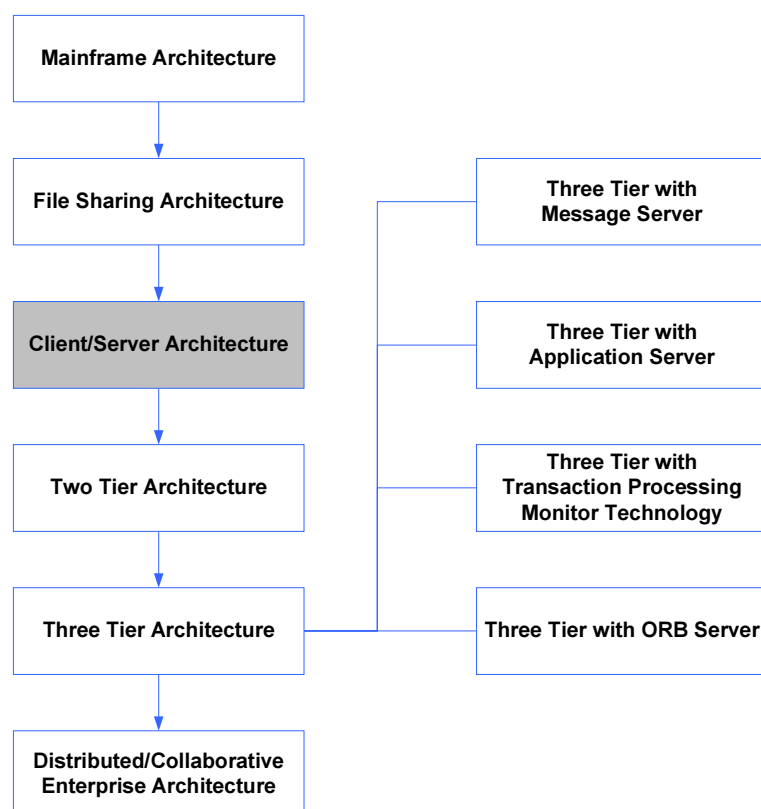 Mainframe Architecture
File Sharing Architecture
Client/Server Architecture
Two Tier Architecture
Three Tier Architecture
Distributed/Collaborative
Enterprise Architecture
Three Tier with
Message Server
Three Tier with
Application Server
Three Tier with
Transaction Processing
Monitor Technology
Three Tier with ORB Server